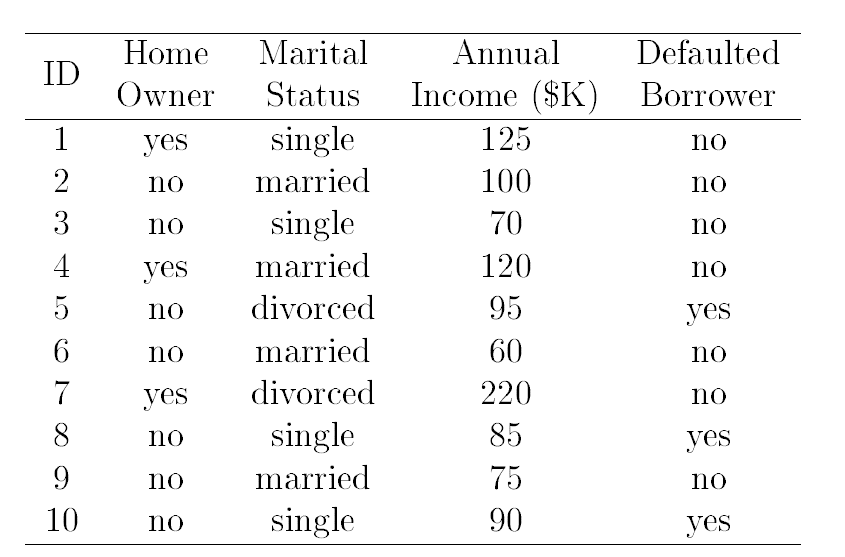 ID Home Owner Marital Status Annual Income ($K) Defaulted Borrower
1 yes single 125 no
2 no married 100 no
3 no single 70 no
4 yes married 120 no
5 no divorced 95 yes
6 no married 60 no
7 yes divorced 220 no
8 no single 85 yes
9 no married 75 no
10 no single 90 yes